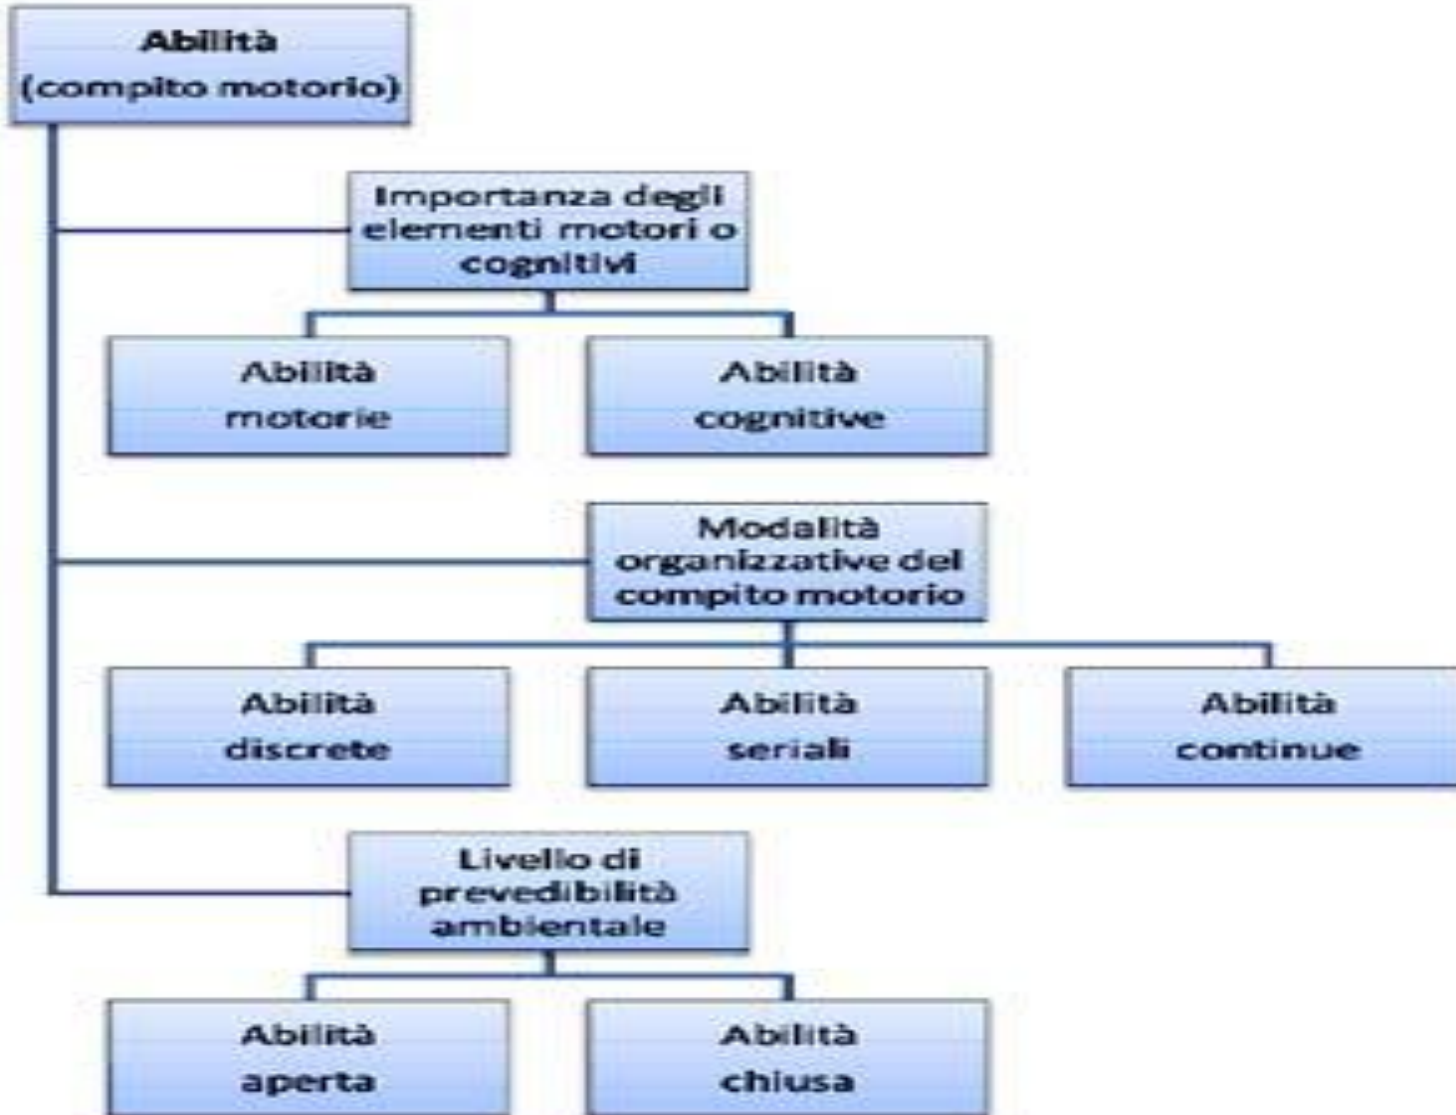 Abilità
(compito motorio)
Importanza degli
elementi motori o
cognitivi
Abilità
motorie
Abilità
cognitive
Modalità
organizzative del
compito motorio
Abilità
discrete
Abilità
seriali
Abilità
continue
Livello di
prevedibilità
ambientale
Abilità
aperta
Abilità
chiusa